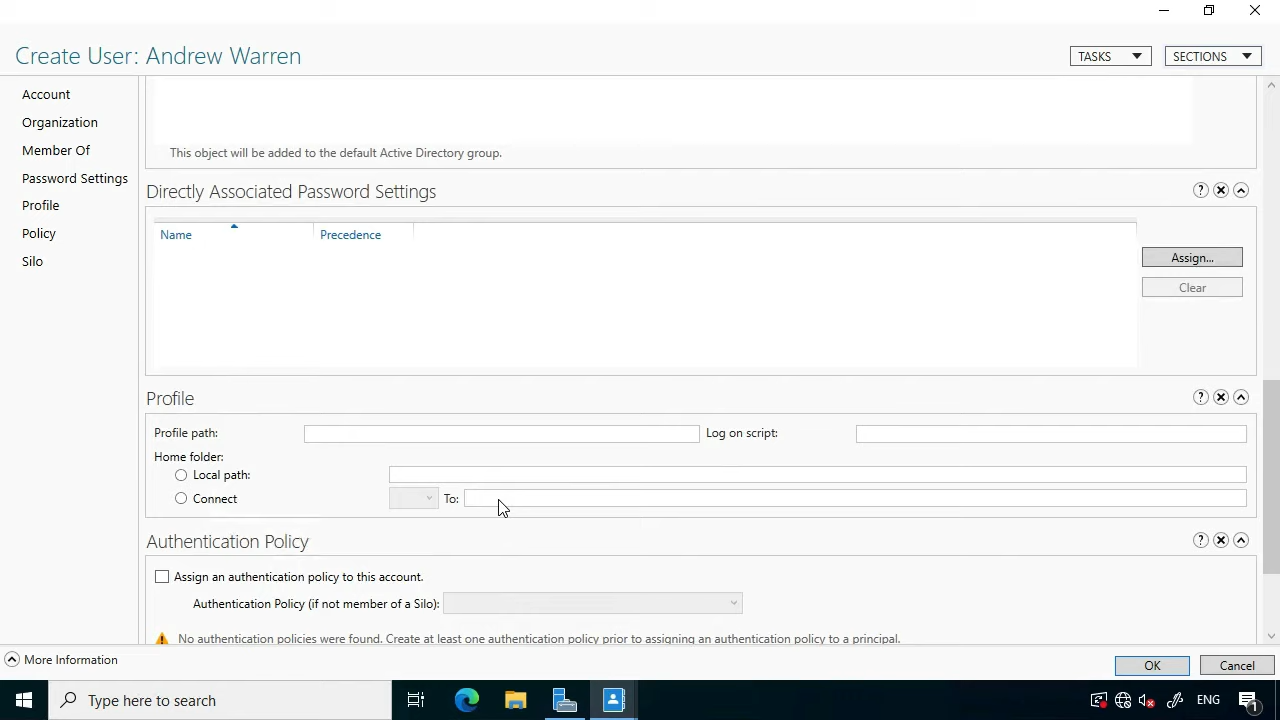 Create User: Andrew Warren
TASKS
SECTIONS
Account
Organization
Member Of
Password Settings
Profile
Policy
Silo
This object will be added to the default Active Directory group.
Directly Associated Password Settings
Name
Precedence
Assign...
Clear
Profile
Profile path:
Log on script:
Home folder:
Local path:
Connect
To:
Authentication Policy
Assign an authentication policy to this account.
Authentication Policy (if not member of a Silo):
No authentication policies were found. Create at least one authentication policy prior to assigning an authentication policy to a principal.
More Information
OK
Cancel
Type here to search
ENG
1